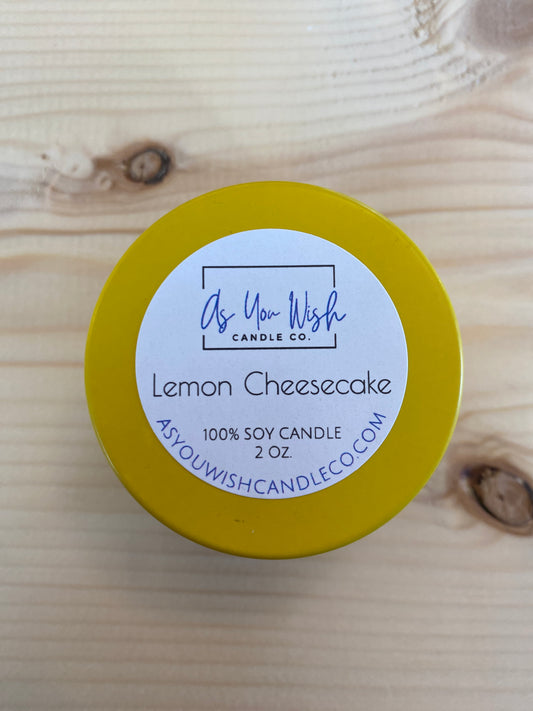 As You Wish
CANDLE CO.
Lemon Cheesecake
100% SOY CANDLE
2 OZ.
ASYOUWISHCANDLECO.COM